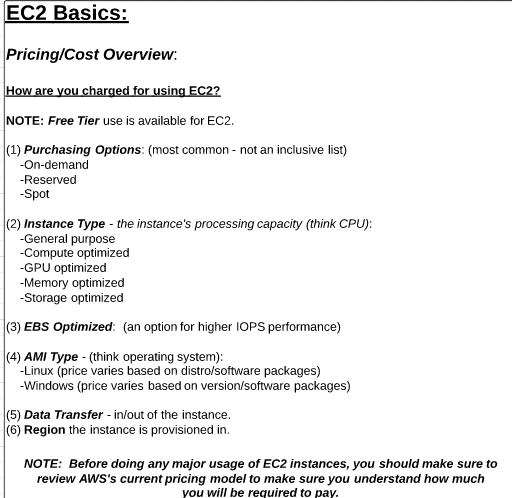 EC2 Basics:
Pricing/Cost Overview:
How are you charged for using EC2?
NOTE: Free Tier use is available for EC2.
(1) Purchasing Options: (most common - not an inclusive list)
-On-demand
-Reserved
-Spot
(2) Instance Type - the instance's processing capacity (think CPU):
-General purpose
-Compute optimized
-GPU optimized
-Memory optimized
-Storage optimized
(3) EBS Optimized: (an option for higher IOPS performance)
(4) AMI Type - (think operating system):
-Linux (price varies based on distro/software packages)
-Windows (price varies based on version/software packages)
(5) Data Transfer - in/out of the instance.
(6) Region the instance is provisioned in.
NOTE: Before doing any major usage of EC2 instances, you should make sure to
review AWS's current pricing model to make sure you understand how much
you will be required to pay.